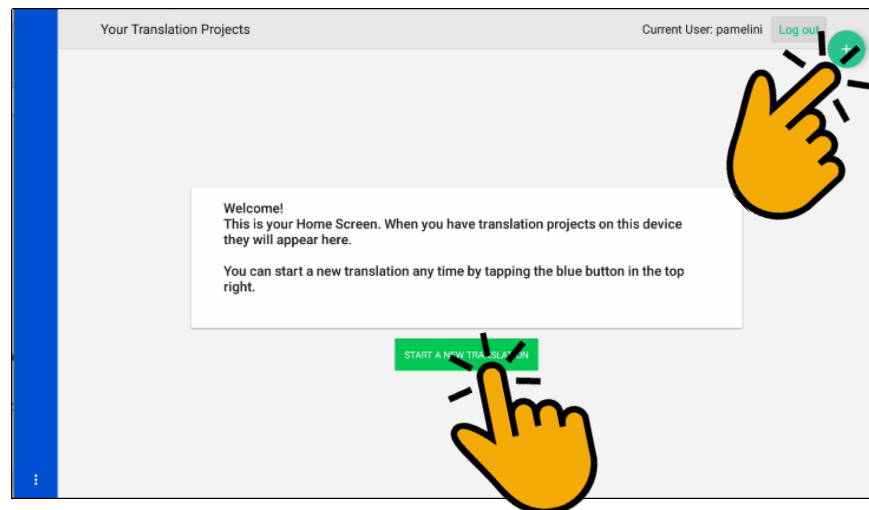 Your Translation Projects
Current User: pamelini
Log out
+
Welcome!
This is your Home Screen. When you have translation projects on this device
they will appear here.
You can start a new translation any time by tapping the blue button in the top
right.
START A NEW TRANSLATION